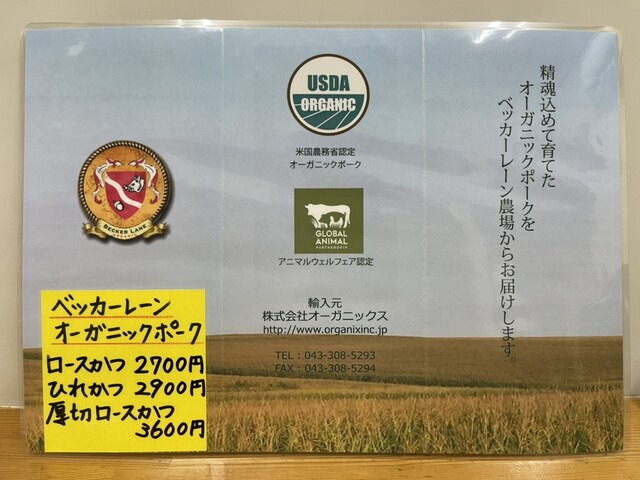 精魂込めて育てた
オーガニックポークを
ベッカーレーン農場からお届けします。
USDA
ORGANIC
米国農務省認定
オーガニックポーク
GLOBAL
ANIMAL
PARTNERSHIP
アニマルウェルフェア認定
輸入元
株式会社オーガニックス
http://www.organixinc.jp
TEL : 043-308-5293
FAX : 043-308-5294
BECKER LANE
ORGANIC
ベッカーレーン
オーガニックポーク
ロースかつ 2700円
ひれかつ 2900円
厚切ロースかつ
3600円